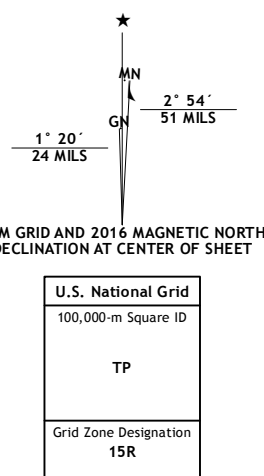 ★
MN
GN
2° 54´
51 MILS
1° 20´
24 MILS
M GRID AND 2016 MAGNETIC NORTH
DECLINATION AT CENTER OF SHEET
U.S. National Grid
100,000-m Square ID
TP
Grid Zone Designation
15R